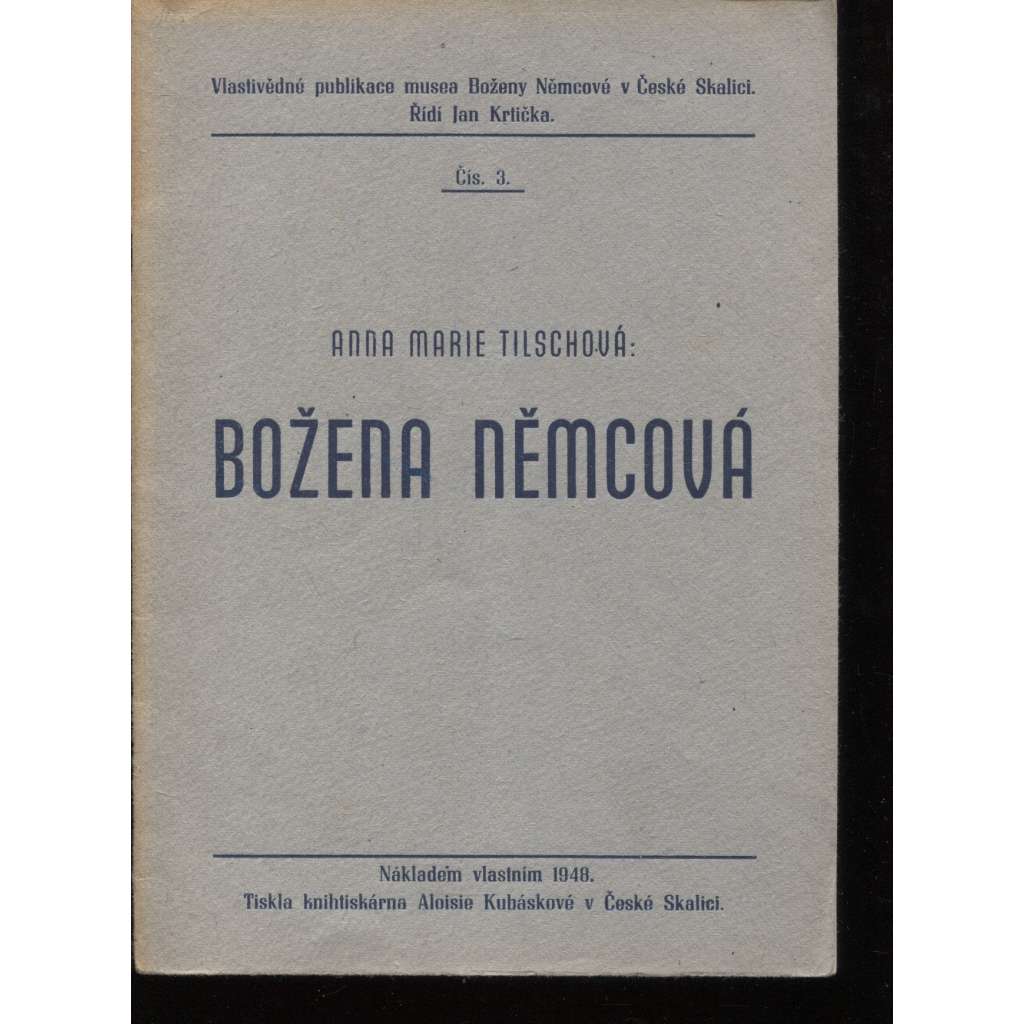 Vlastivědné publikace musea Boženy Němcové v České Skalici.
Řídí Jan Krtička.
Čís. 3.
ANNA MARIE TILSCHOVÁ:
BOŽENA NĚMCOVÁ
Nákladem vlastním 1948.
Tiskla knihtiskárna Aloisie Kubáskové v České Skalici.